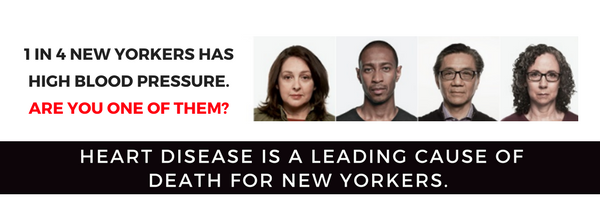 1 IN 4 NEW YORKERS HAS
HIGH BLOOD PRESSURE.
ARE YOU ONE OF THEM?
HEART DISEASE IS A LEADING CAUSE OF
DEATH FOR NEW YORKERS.